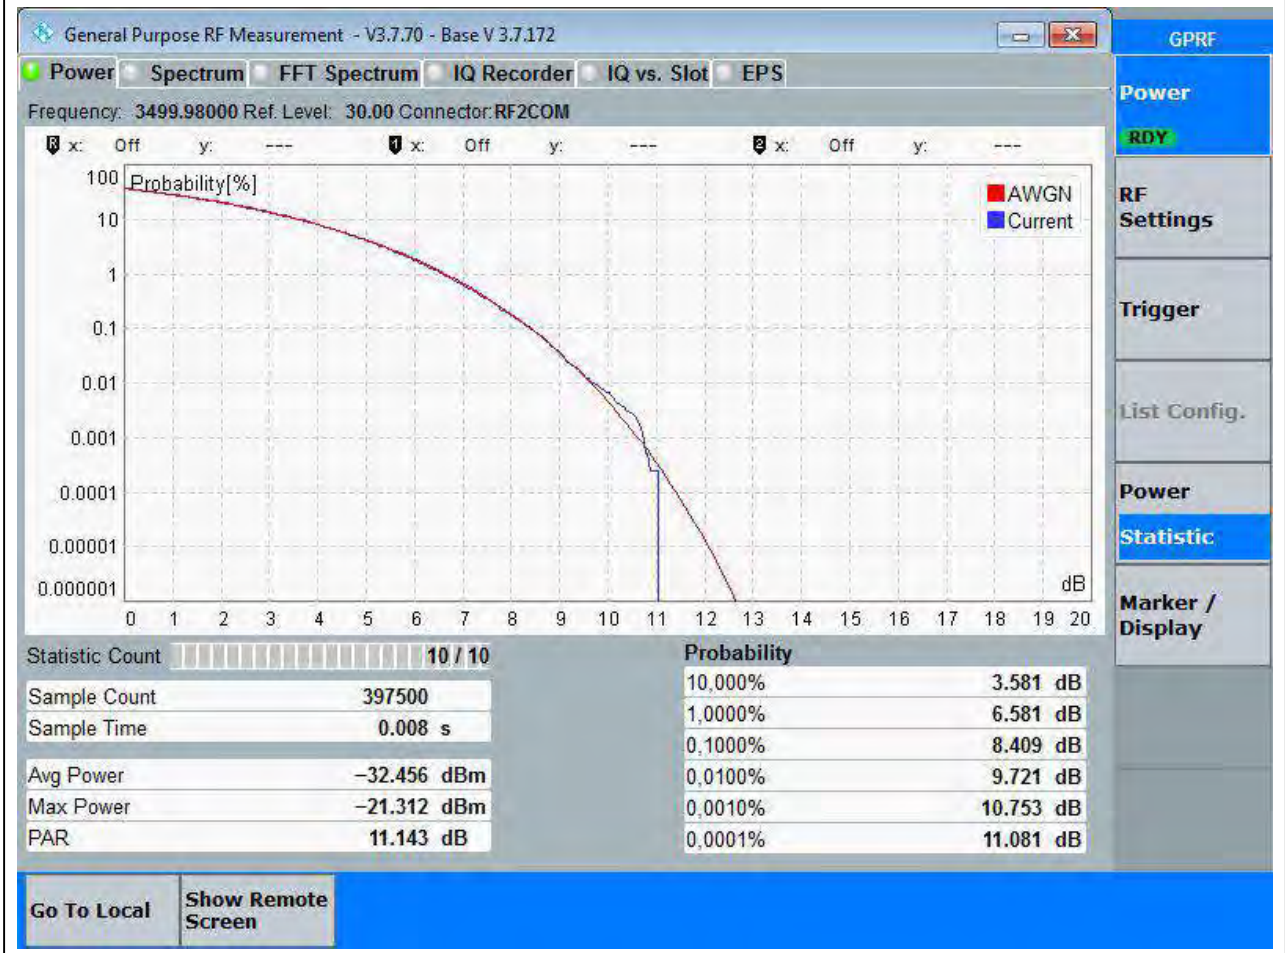 General Purpose RF Measurement - V3.7.70 - Base V 3.7.172
GPRF
Power Spectrum FFT Spectrum IQ Recorder IQ vs. Slot EPS
Frequency: 3499.98000 Ref. Level: 30.00 Connector:RF2COM
R x: Off y: --- 1 x: Off y: --- 2 x: Off y: ---
Probability[%]
AWGN
Current
100
10
1
0.1
0.01
0.001
0.0001
0.00001
0.000001
dB
0 1 2 3 4 5 6 7 8 9 10 11 12 13 14 15 16 17 18 19 20
Statistic Count 10 / 10
Sample Count 397500
Sample Time 0.008 s
Avg Power −32.456 dBm
Max Power −21.312 dBm
PAR 11.143 dB
Probability
10,000% 3.581 dB
1,0000% 6.581 dB
0,1000% 8.409 dB
0,0100% 9.721 dB
0,0010% 10.753 dB
0,0001% 11.081 dB
Power
RDY
RF
Settings
Trigger
List Config.
Power
Statistic
Marker /
Display
Go To Local
Show Remote
Screen